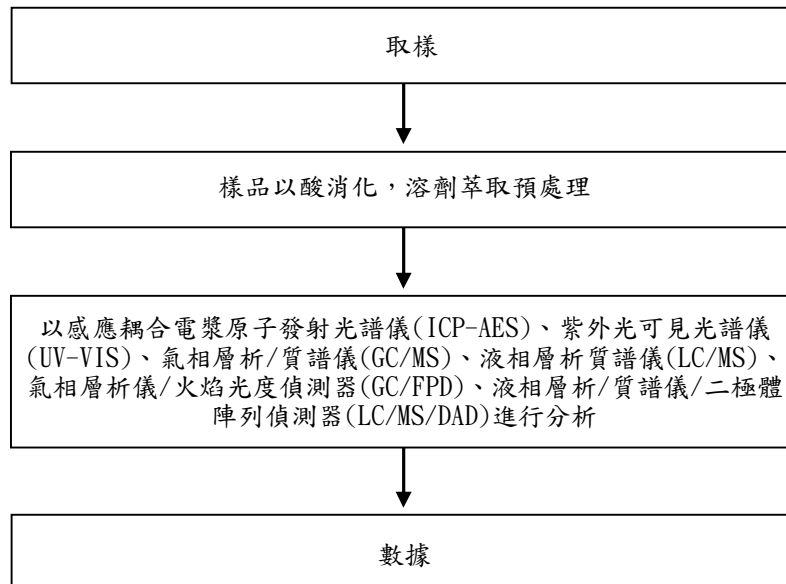 取樣
樣品以酸消化，溶劑萃取預處理
以感應耦合電漿原子發射光譜儀(ICP-AES)、紫外光可見光譜儀
(UV-VIS)、氣相層析/質譜儀(GC/MS)、液相層析質譜儀(LC/MS)、
氣相層析儀/火焰光度偵測器(GC/FPD)、液相層析/質譜儀/二極體
陣列偵測器(LC/MS/DAD)進行分析
數據